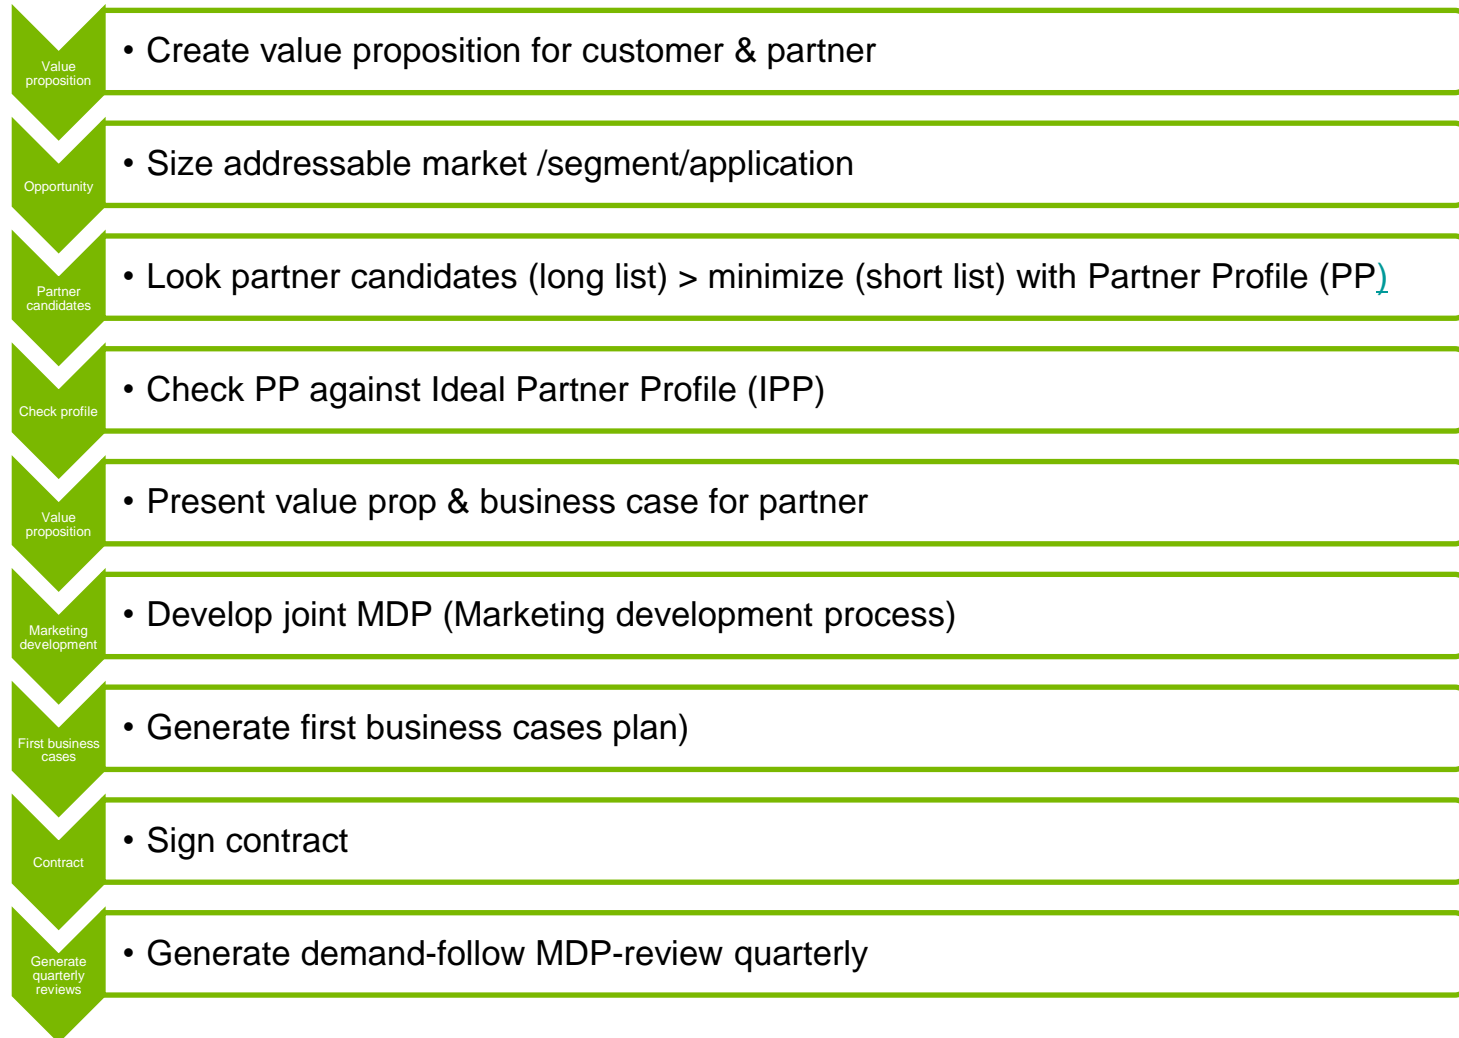 Value
proposition
• Create value proposition for customer & partner
Opportunity
• Size addressable market /segment/application
Partner
candidates
• Look partner candidates (long list) > minimize (short list) with Partner Profile (PP)
Check profile
• Check PP against Ideal Partner Profile (IPP)
Value
proposition
• Present value prop & business case for partner
Marketing
development
• Develop joint MDP (Marketing development process)
First business
cases
• Generate first business cases plan)
Contract
• Sign contract
Generate
quarterly
reviews
• Generate demand-follow MDP-review quarterly